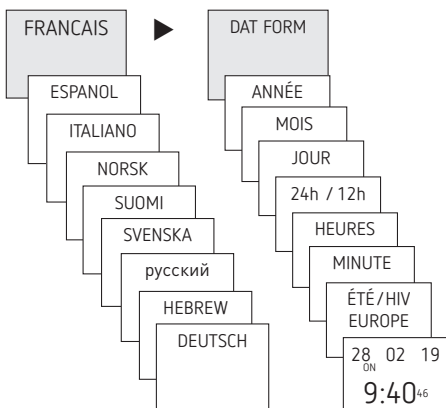 FRANCAIS
ESPANOL
ITALIANO
NORSK
SUOMI
SVENSKA
русский
HEBREW
DEUTSCH
DAT FORM
ANNÉE
MOIS
JOUR
24h / 12h
HEURES
MINUTE
ÉTÉ/HIV
EUROPE
28 02 19
ON
9:40 46